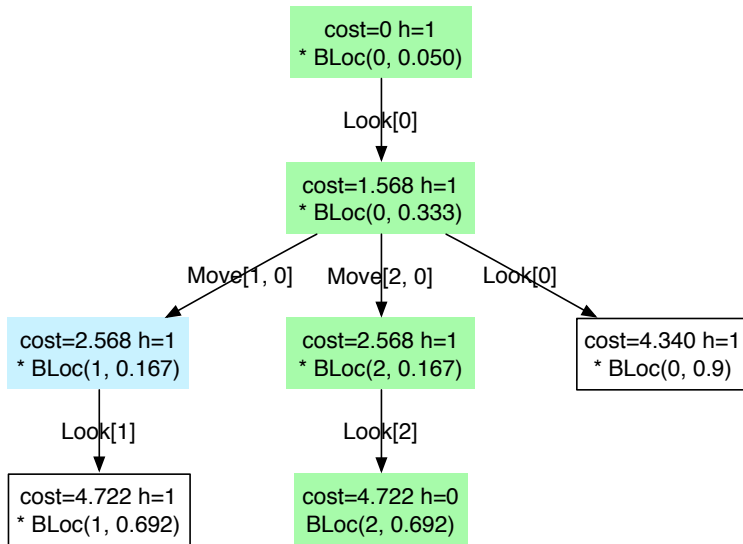 cost=0 h=1
* BLoc(0, 0.050)
Look[0]
cost=1.568 h=1
* BLoc(0, 0.333)
Move[1, 0]
Move[2, 0]
Look[0]
cost=2.568 h=1
* BLoc(1, 0.167)
cost=2.568 h=1
* BLoc(2, 0.167)
cost=4.340 h=1
* BLoc(0, 0.9)
Look[1]
Look[2]
cost=4.722 h=1
* BLoc(1, 0.692)
cost=4.722 h=0
BLoc(2, 0.692)